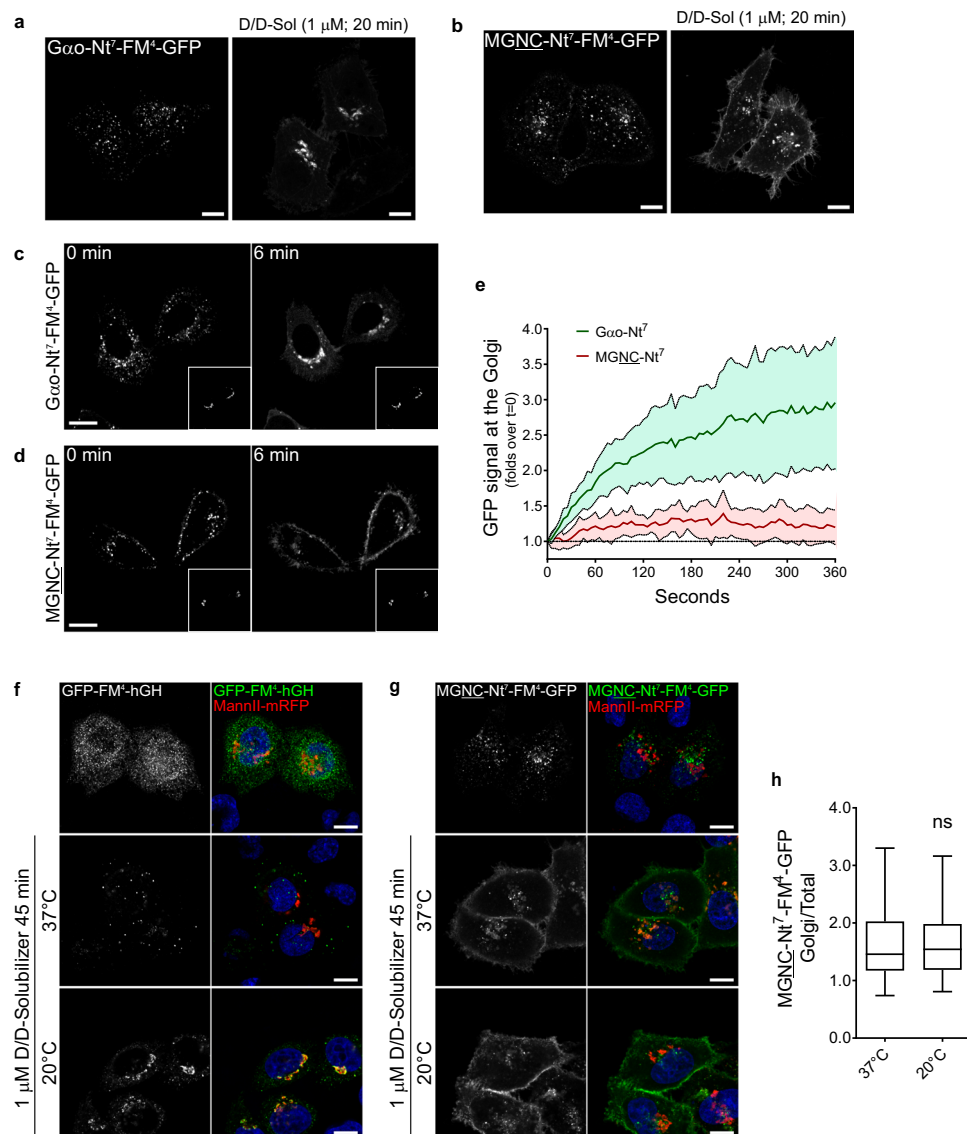 a
Gαo-Nt⁷-FM⁴-GFP
D/D-Sol (1 μM; 20 min)
b
MGNC-Nt⁷-FM⁴-GFP
D/D-Sol (1 μM; 20 min)
c
Gαo-Nt⁷-FM⁴-GFP
0 min
6 min
d
MGNC-Nt⁷-FM⁴-GFP
0 min
6 min
e
GFP signal at the Golgi
(folds over t=0)
4.0
3.5
3.0
2.5
2.0
1.5
1.0
Gαo-Nt⁷
MGNC-Nt⁷
0
60
120
180
240
300
360
Seconds
f
GFP-FM⁴-hGH
GFP-FM⁴-hGH
MannII-mRFP
1 μM D/D-Solubilizer 45 min
37°C
20°C
g
MGNC-Nt⁷-FM⁴-GFP
MGNC-Nt⁷-FM⁴-GFP
MannII-mRFP
1 μM D/D-Solubilizer 45 min
37°C
20°C
h
MGNC-Nt⁷-FM⁴-GFP
Golgi/Total
4.0
3.0
2.0
1.0
0.0
ns
37°C
20°C